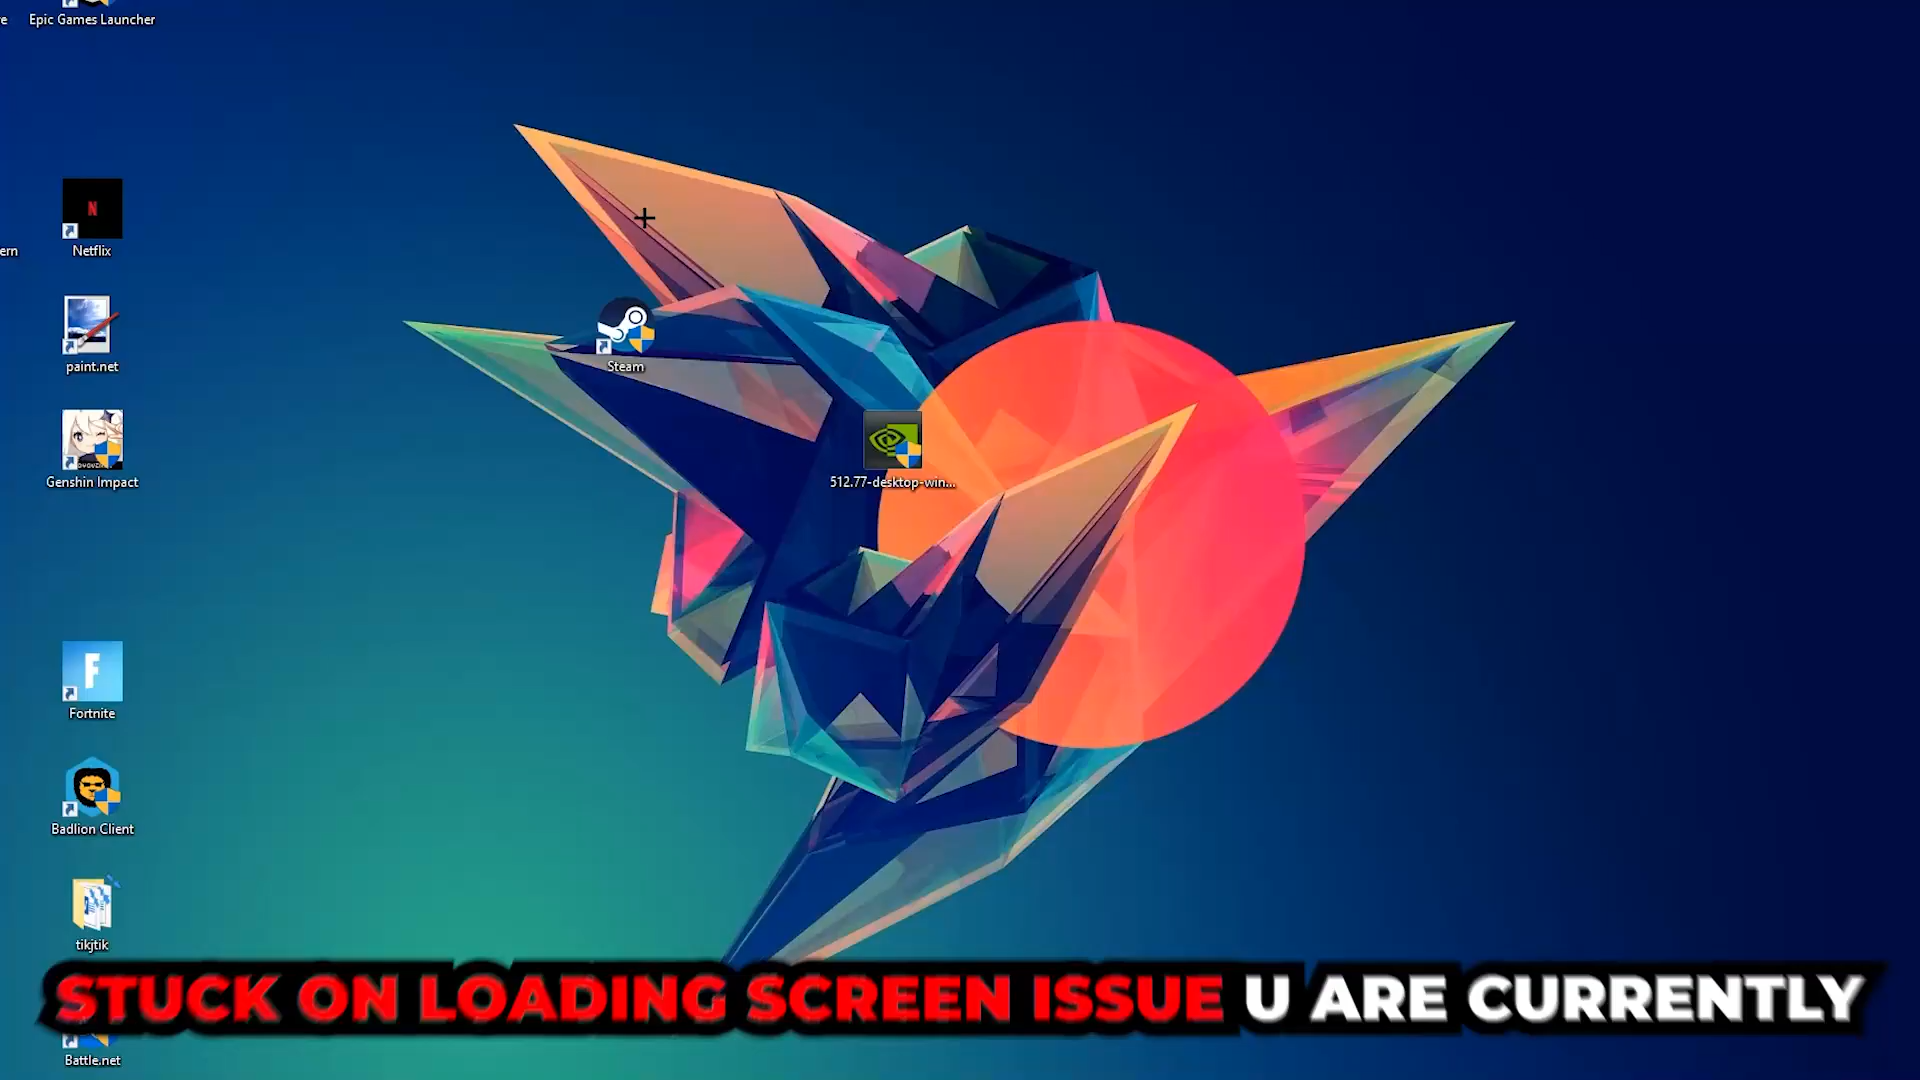 Epic Games Launcher
N
Netflix
ern
paint.net
Steam
Genshin Impact
512.77-desktop-win...
F
Fortnite
Badlion Client
tikjtik
STUCK ON LOADING SCREEN ISSUE U ARE CURRENTLY
Battle.net